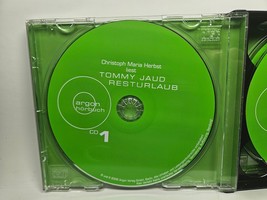 Christoph Maria Herbst
liest
TOMMY JAUD
RESTURLAUB
argon
hörbuch
CD 1